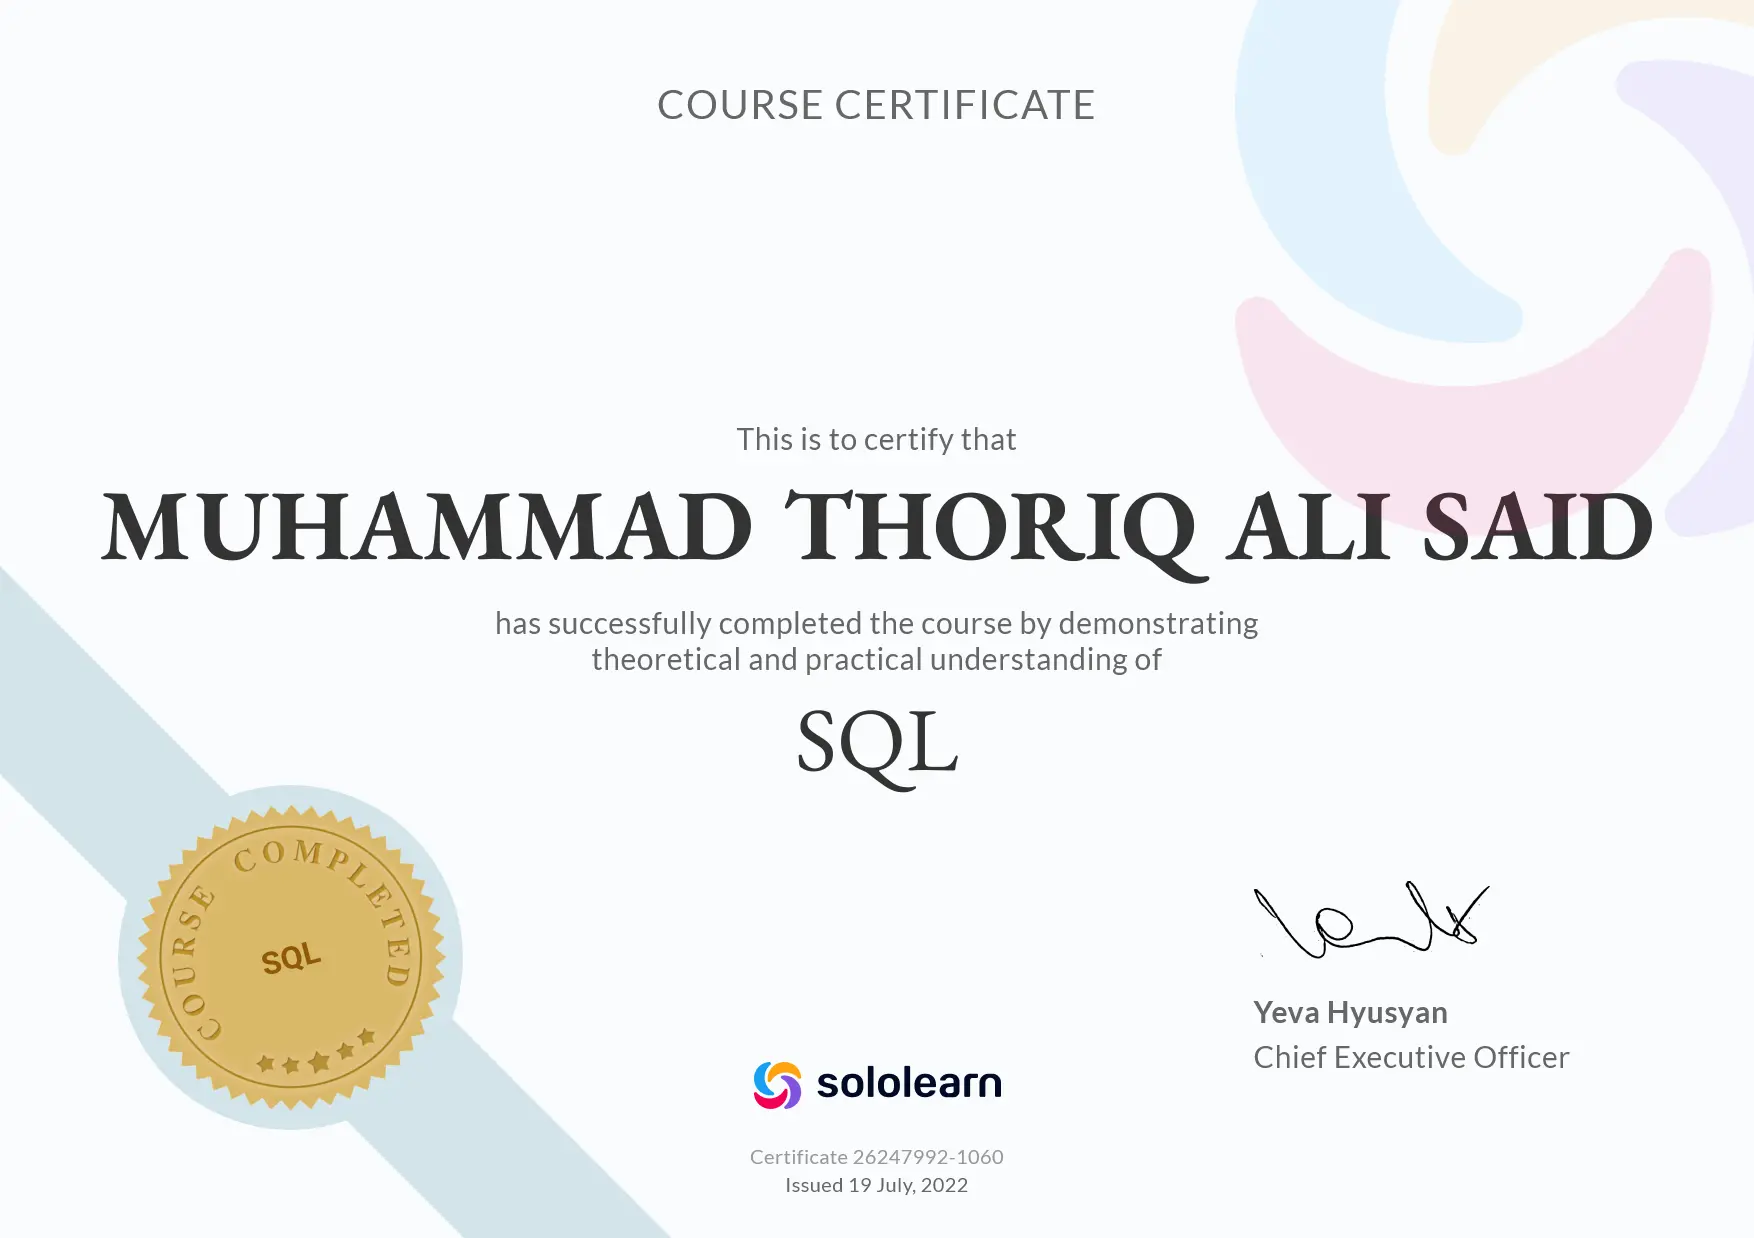 COURSE CERTIFICATE
This is to certify that
MUHAMMAD THORIQ ALI SAID
has successfully completed the course by demonstrating
theoretical and practical understanding of
SQL
COURSE COMPLETED
SQL
Yeva Hyusyan
Chief Executive Officer
sololearn
Certificate 26247992-1060
Issued 19 July, 2022